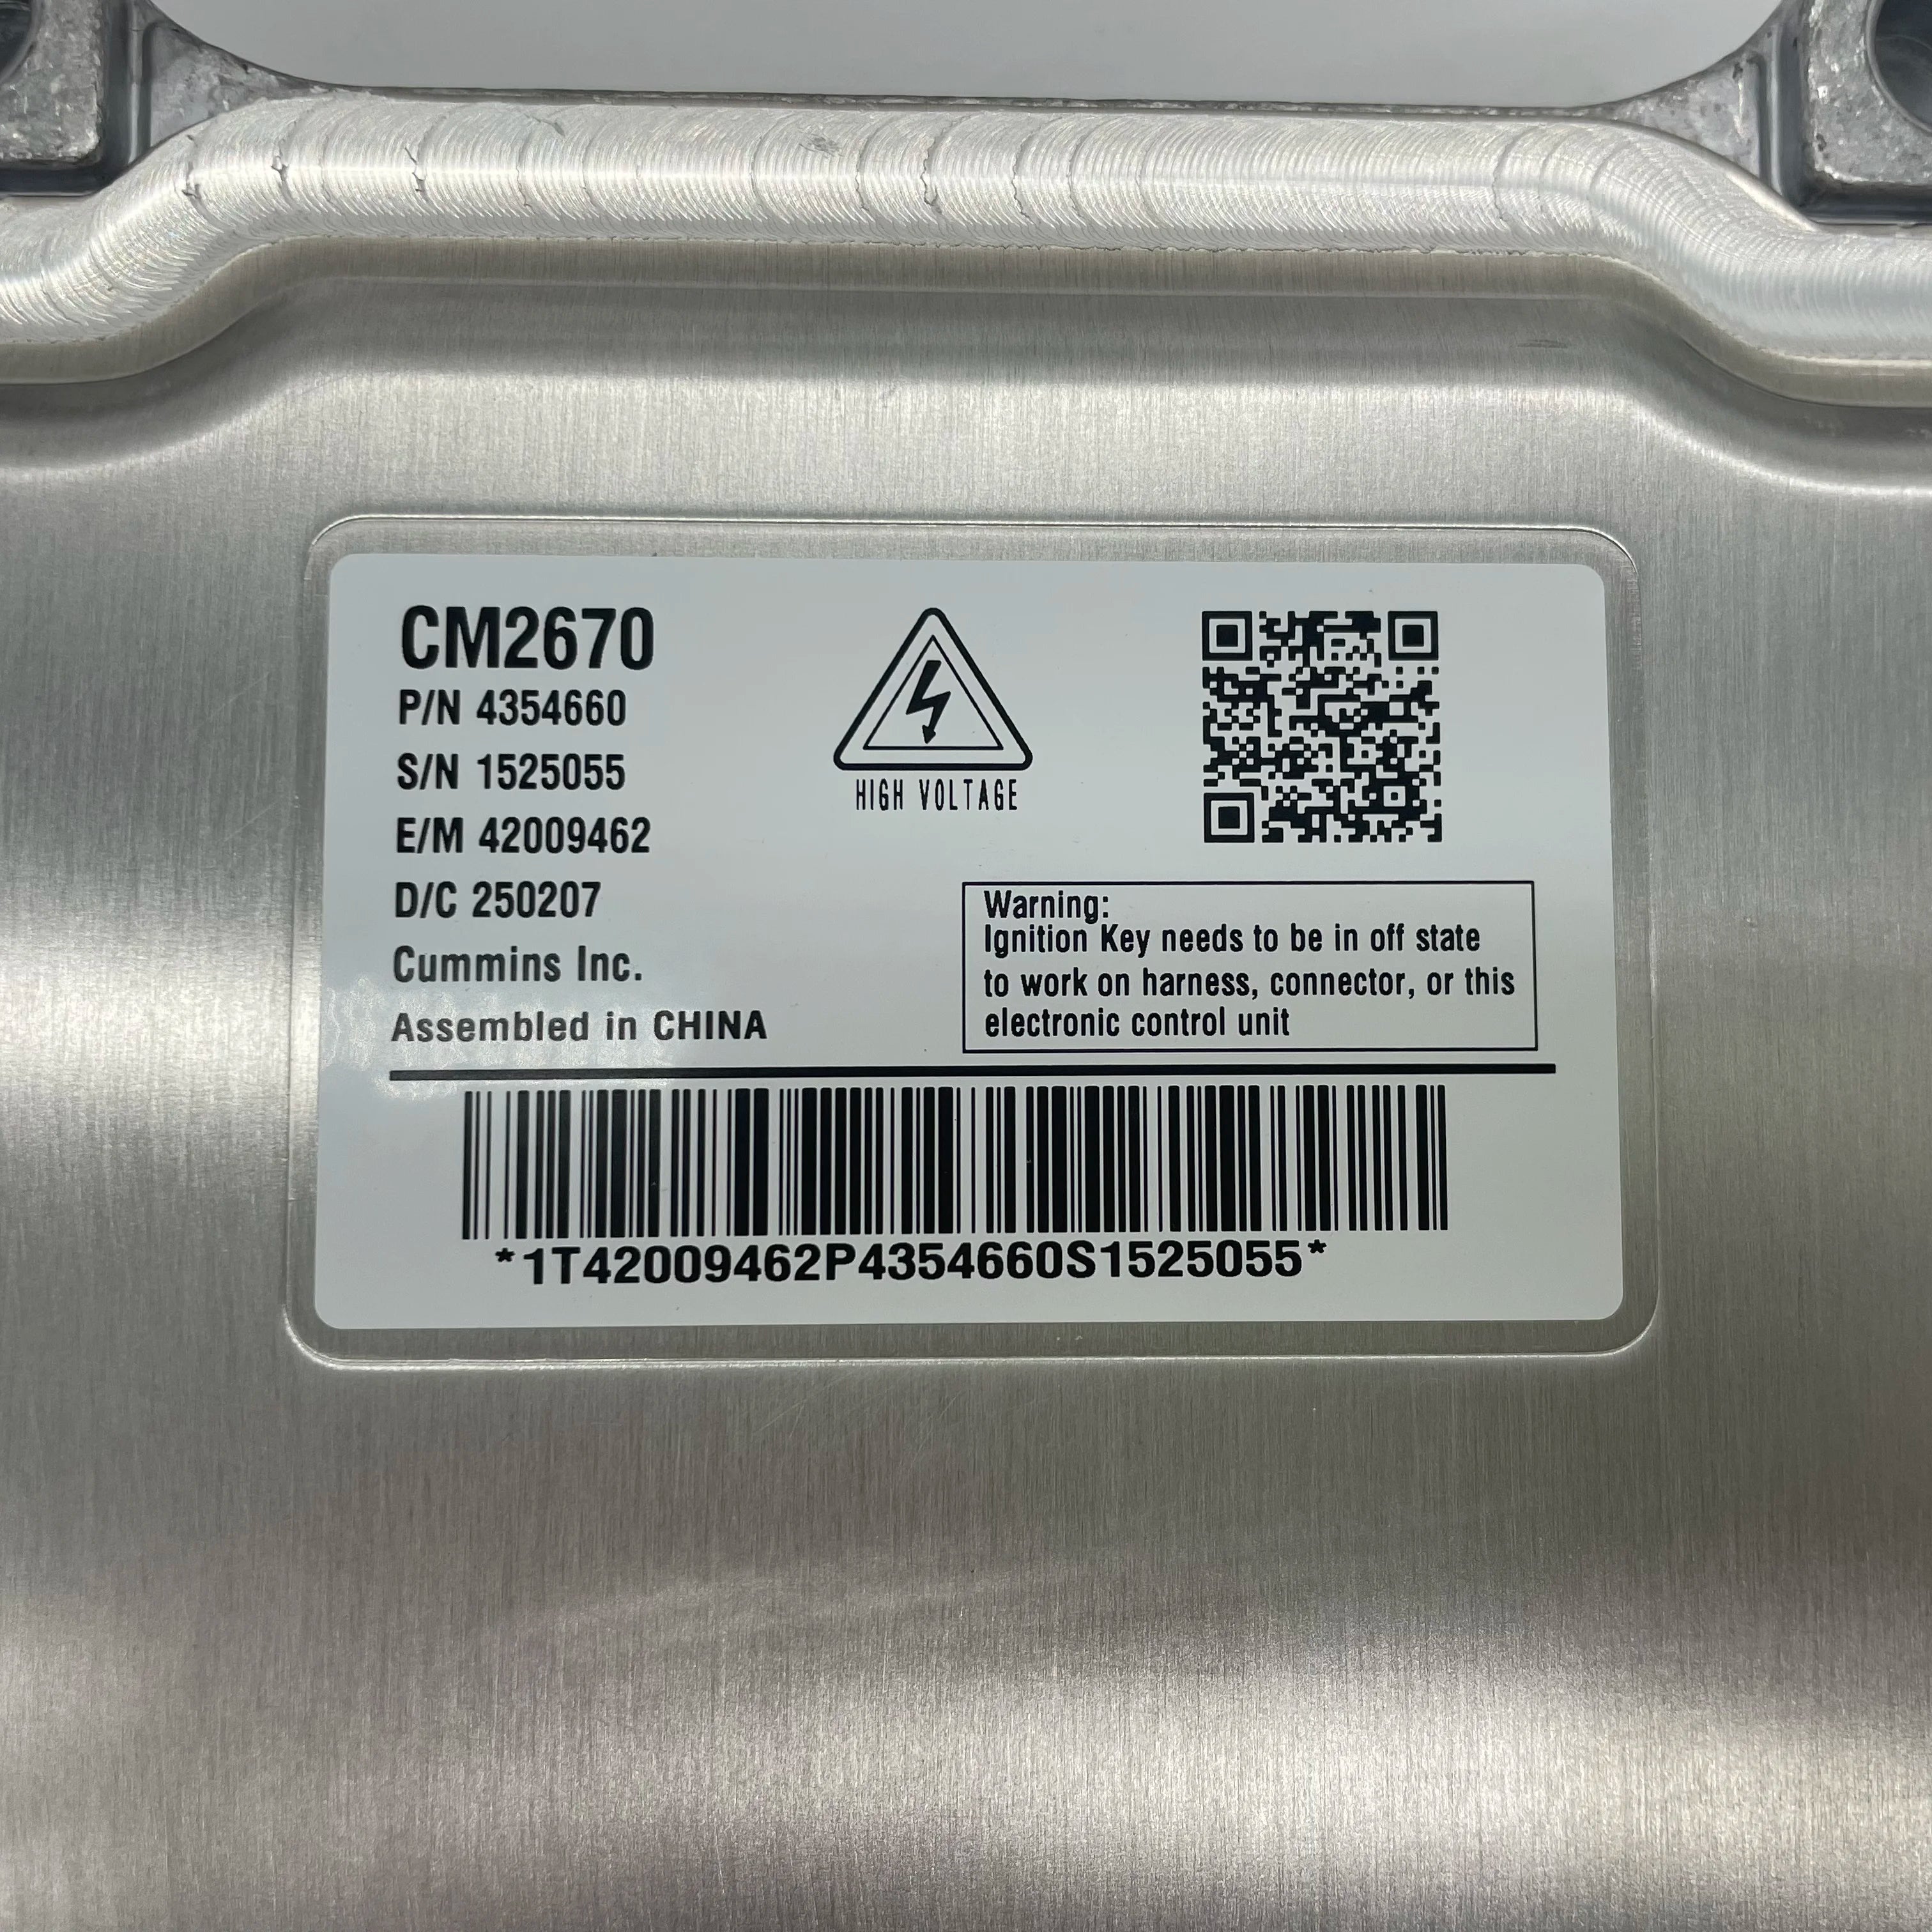 CM2670
P/N 4354660
S/N 1525055
E/M 42009462
D/C 250207
Cummins Inc.
Assembled in CHINA
HIGH VOLTAGE
Warning:
Ignition Key needs to be in off state
to work on harness, connector, or this
electronic control unit
*1T42009462P4354660S1525055*